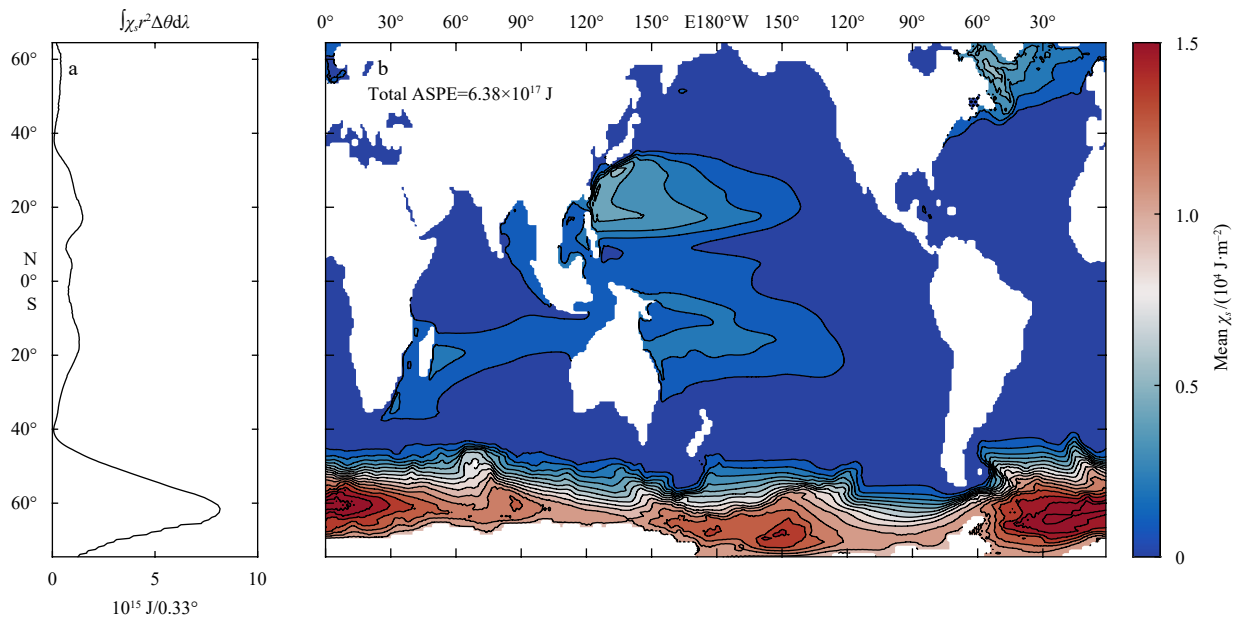 ∫χₛr²Δθdλ
0° 30° 60° 90° 120° 150° E180°W 150° 120° 90° 60° 30°
a
b
Total ASPE=6.38×10¹⁷ J
60°
40°
20°
N
0°
S
20°
40°
60°
0 5 10
10¹⁵ J/0.33°
1.5
1.0
0.5
0
Mean χₛ/(10⁴ J·m⁻²)